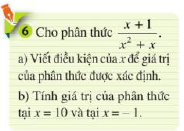 6 Cho phân thức (x + 1)/(x² + x).
a) Viết điều kiện của x để giá trị
của phân thức được xác định.
b) Tính giá trị của phân thức
tại x = 10 và tại x = – 1.